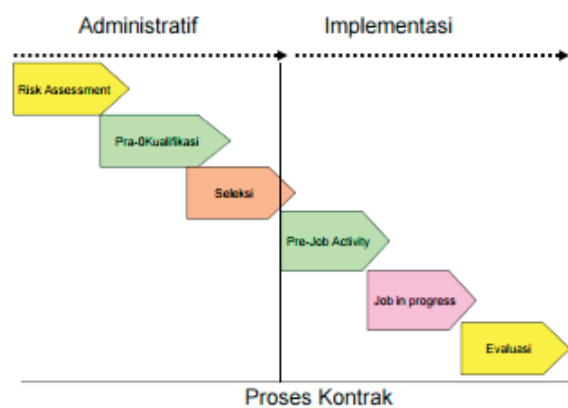 Administratif
Implementasi
Risk Assessment
Pra-0Kualifikasi
Seleksi
Pre-Job Activity
Job in progress
Evaluasi
Proses Kontrak